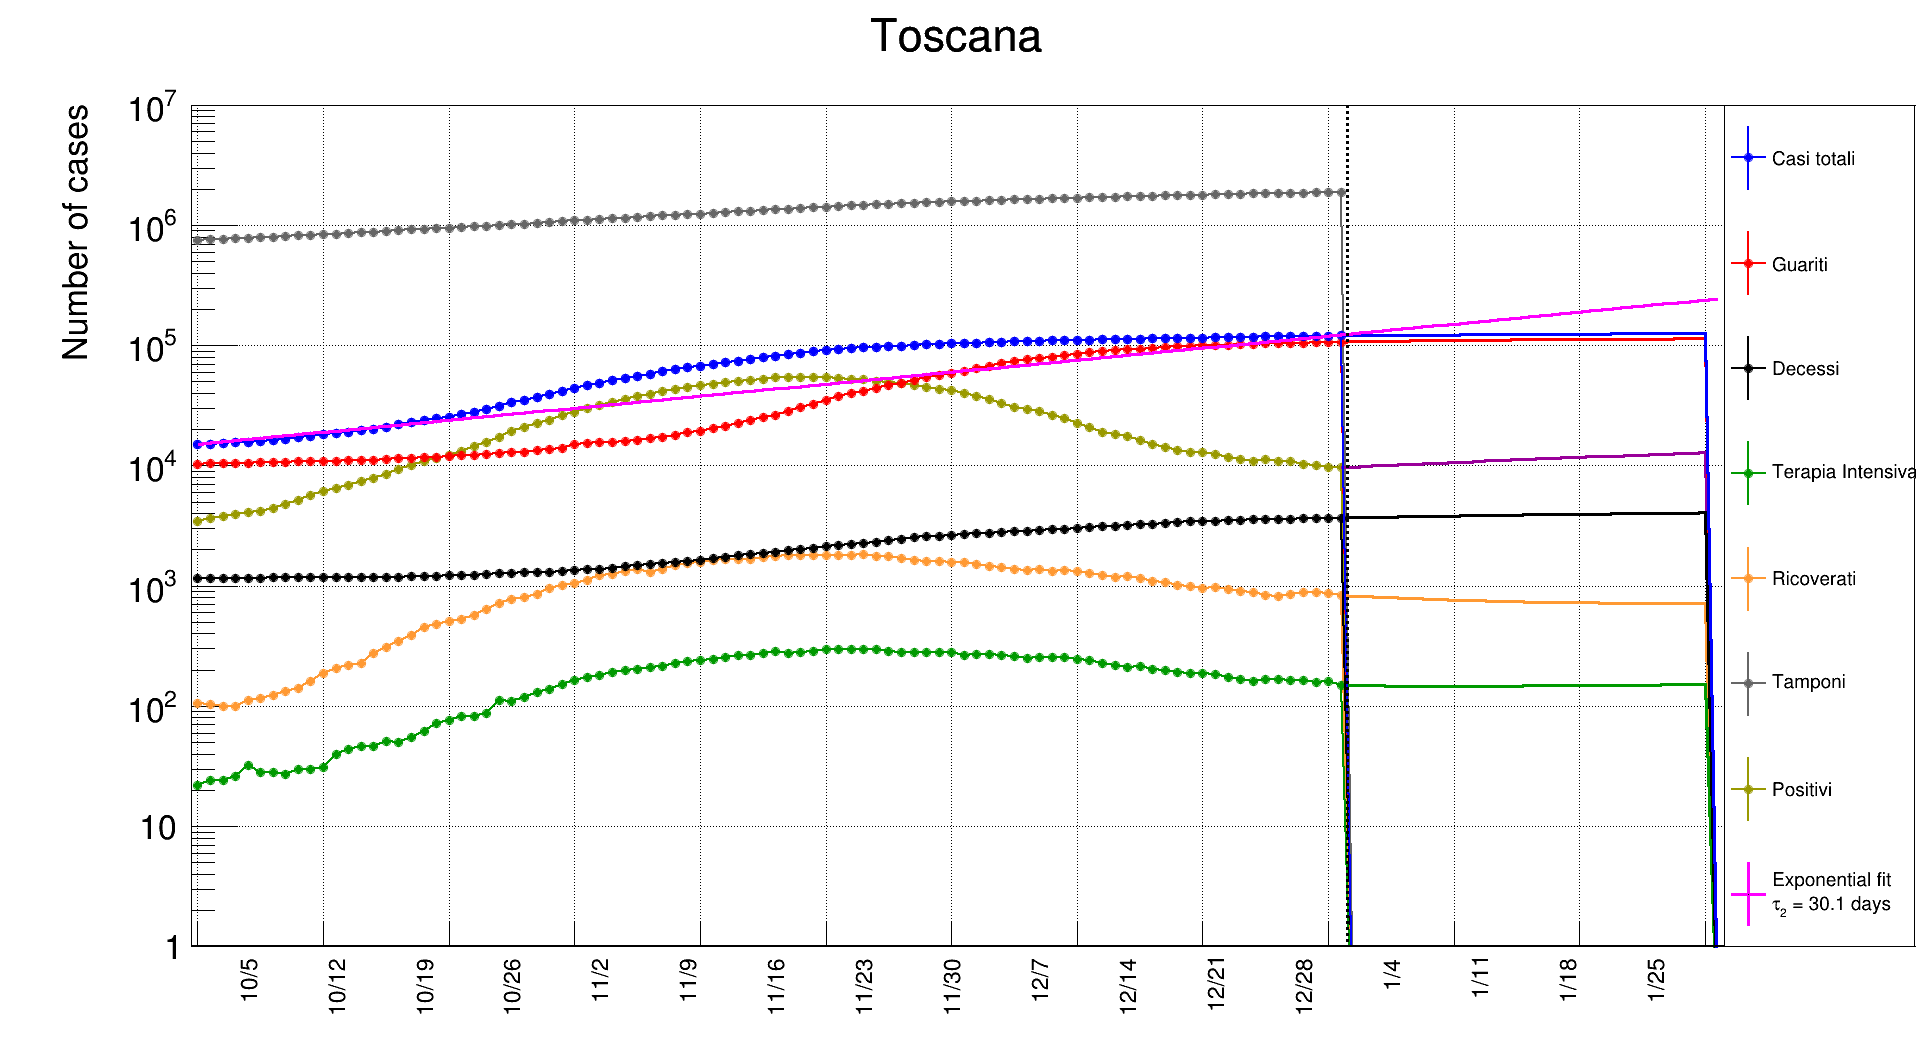 Toscana
Number of cases
10^7
10^6
10^5
10^4
10^3
10^2
10
1
10/5
10/12
10/19
10/26
11/2
11/9
11/16
11/23
11/30
12/7
12/14
12/21
12/28
1/4
1/11
1/18
1/25
Casi totali
Guariti
Decessi
Terapia Intensiva
Ricoverati
Tamponi
Positivi
Exponential fit
τ₂ = 30.1 days